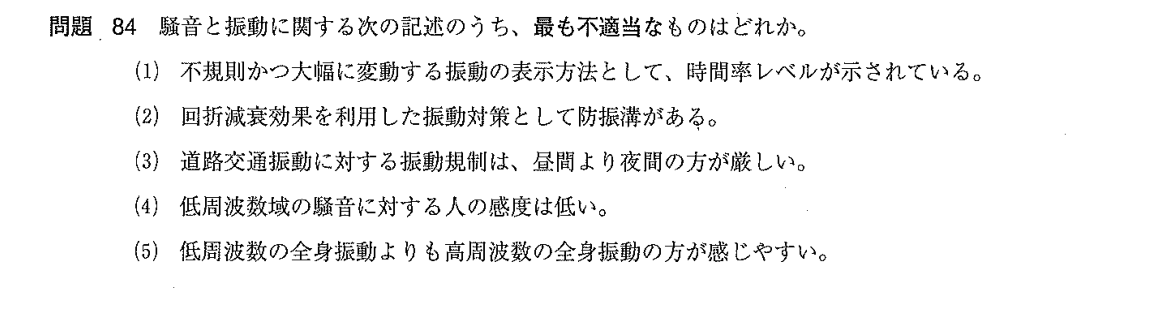 問題 84 騒音と振動に関する次の記述のうち、最も不適当なものはどれか。
(1) 不規則かつ大幅に変動する振動の表示方法として、時間率レベルが示されている。
(2) 回折減衰効果を利用した振動対策として防振溝がある。
(3) 道路交通振動に対する振動規制は、昼間より夜間の方が厳しい。
(4) 低周波数域の騒音に対する人の感度は低い。
(5) 低周波数の全身振動よりも高周波数の全身振動の方が感じやすい。